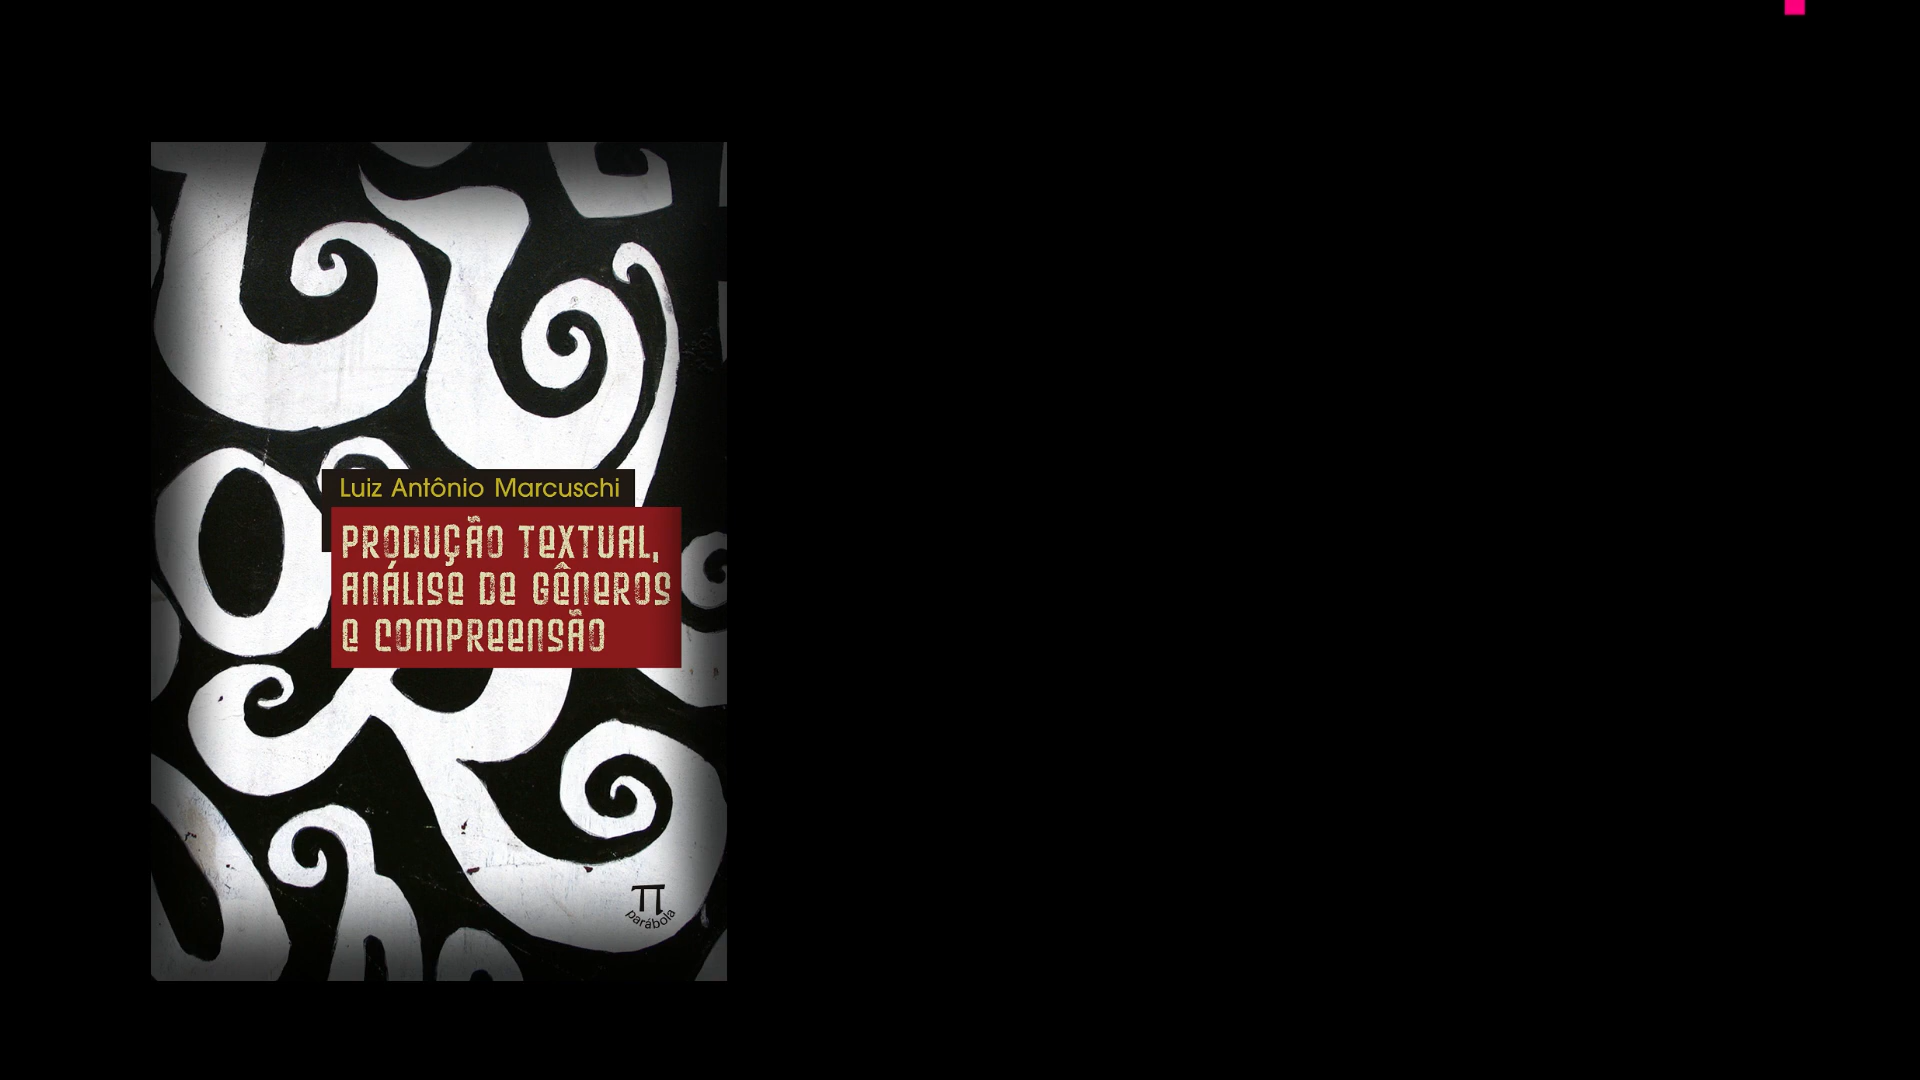 Luiz Antônio Marcuschi
PRODUÇÃO TEXTUAL,
ANÁLISE DE GÊNEROS
E COMPREENSÃO
parábola